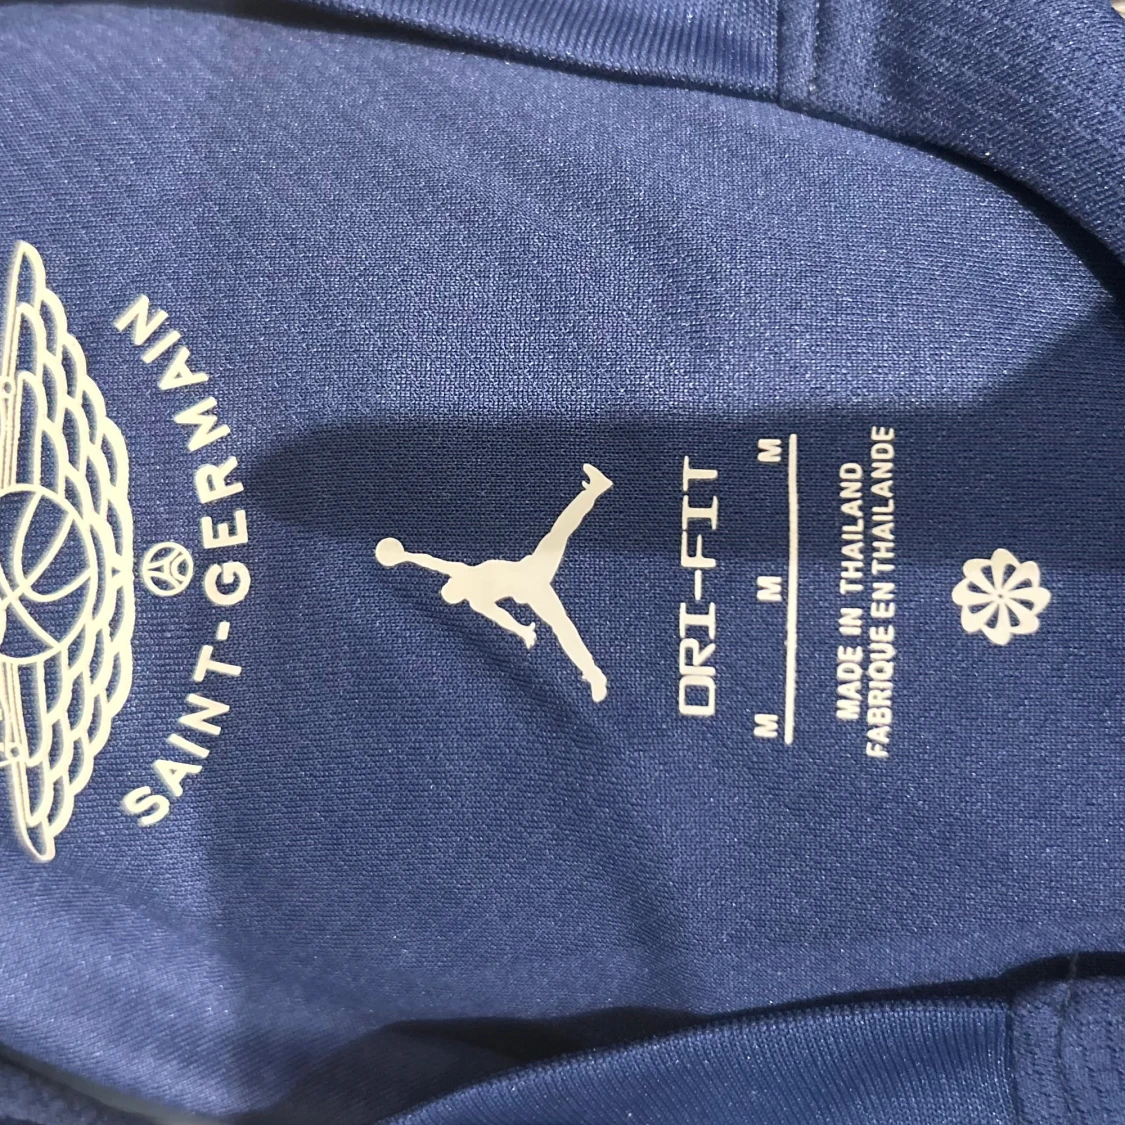 SAINT-GERMAIN
DRI-FIT
M M M
MADE IN THAILAND
FABRIQUE EN THAILANDE